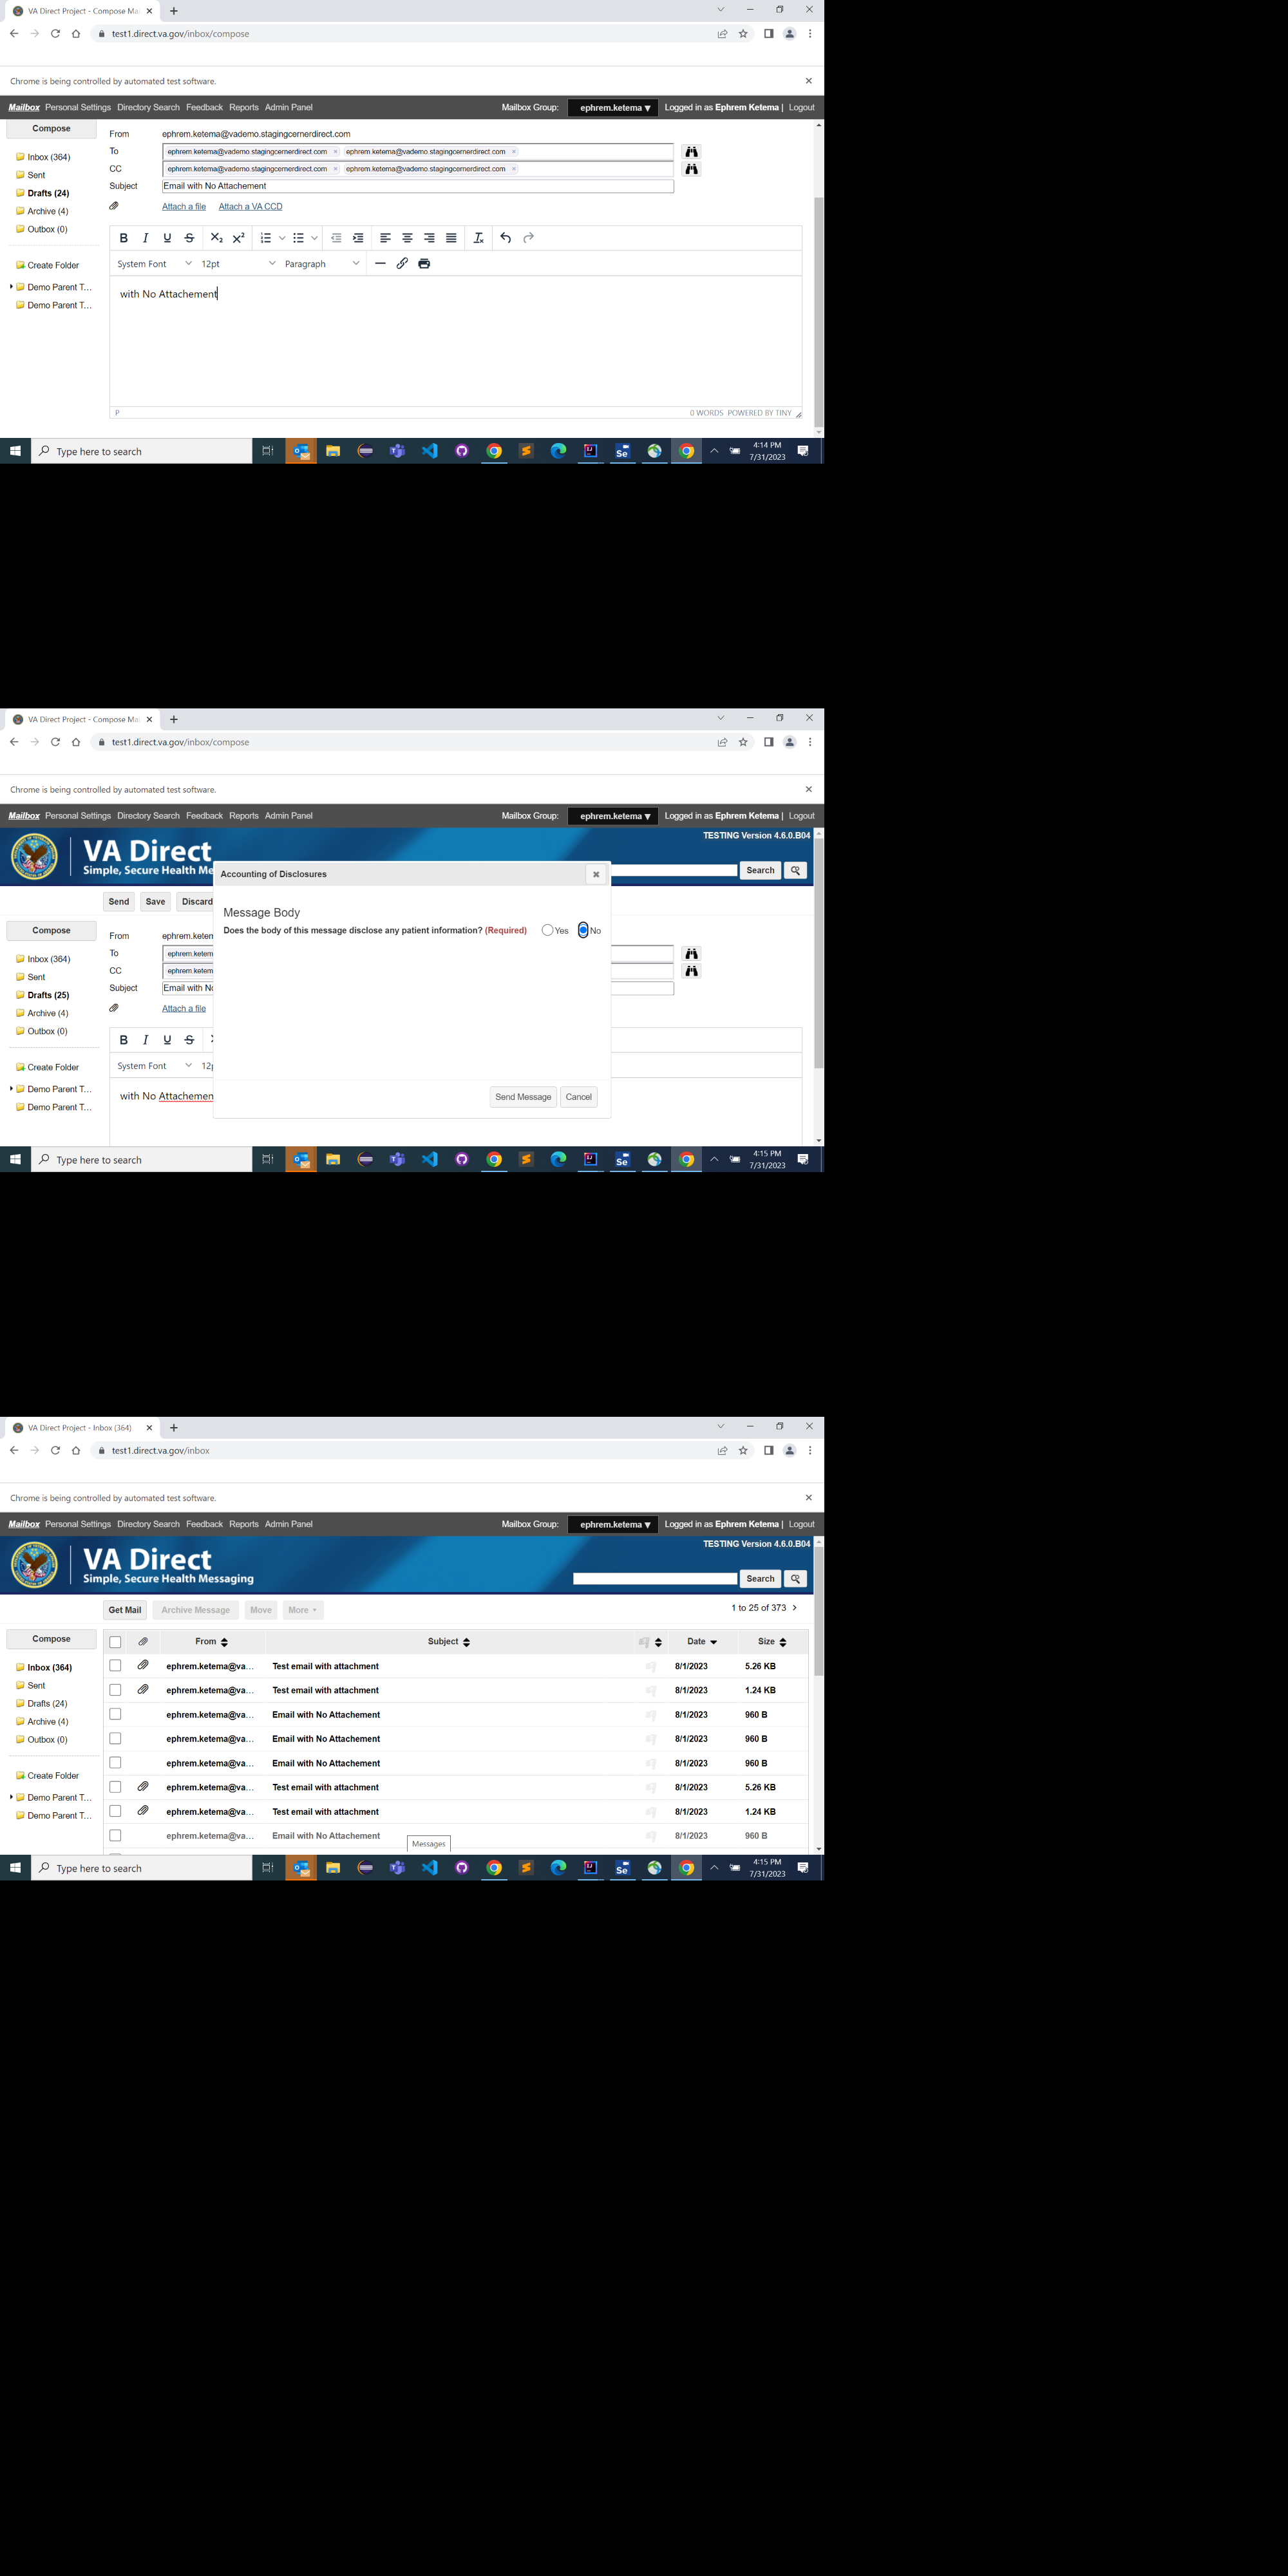 VA Direct Project - Compose Mai
test1.direct.va.gov/inbox/compose
Chrome is being controlled by automated test software.
Mailbox Personal Settings Directory Search Feedback Reports Admin Panel Mailbox Group: ephrem.ketema ▾ Logged in as Ephrem Ketema | Logout
Compose
From ephrem.ketema@vademo.stagingcernerdirect.com
Inbox (364)
To ephrem.ketema@vademo.stagingcernerdirect.com × ephrem.ketema@vademo.stagingcernerdirect.com ×
Sent
CC ephrem.ketema@vademo.stagingcernerdirect.com × ephrem.ketema@vademo.stagingcernerdirect.com ×
Drafts (24)
Subject Email with No Attachement
Archive (4)
Attach a file Attach a VA CCD
Outbox (0)
B I U S X₂ X²
Create Folder
System Font 12pt Paragraph
Demo Parent T...
with No Attachement
Demo Parent T...
P 0 WORDS POWERED BY TINY
Type here to search
4:14 PM
7/31/2023
VA Direct Project - Compose Mai
test1.direct.va.gov/inbox/compose
Chrome is being controlled by automated test software.
Mailbox Personal Settings Directory Search Feedback Reports Admin Panel Mailbox Group: ephrem.ketema ▾ Logged in as Ephrem Ketema | Logout
TESTING Version 4.6.0.B04
VA Direct
Simple, Secure Health Me
Search
Accounting of Disclosures
Send Save Discard
Message Body
Does the body of this message disclose any patient information? (Required) Yes No
Compose
From ephrem.keter
Inbox (364)
To ephrem.ketem
Sent
CC ephrem.ketem
Drafts (25)
Subject Email with No
Archive (4)
Attach a file
Outbox (0)
B I U S
Create Folder
System Font 12p
Demo Parent T...
with No Attachemen
Demo Parent T...
Send Message Cancel
Type here to search
4:15 PM
7/31/2023
VA Direct Project - Inbox (364)
test1.direct.va.gov/inbox
Chrome is being controlled by automated test software.
Mailbox Personal Settings Directory Search Feedback Reports Admin Panel Mailbox Group: ephrem.ketema ▾ Logged in as Ephrem Ketema | Logout
TESTING Version 4.6.0.B04
VA Direct
Simple, Secure Health Messaging
Search
Get Mail Archive Message Move More 1 to 25 of 373
Compose
From Subject Date Size
Inbox (364)
Sent
Drafts (24)
Archive (4)
Outbox (0)
Create Folder
Demo Parent T...
Demo Parent T...
ephrem.ketema@va... Test email with attachment 8/1/2023 5.26 KB
ephrem.ketema@va... Test email with attachment 8/1/2023 1.24 KB
ephrem.ketema@va... Email with No Attachement 8/1/2023 960 B
ephrem.ketema@va... Email with No Attachement 8/1/2023 960 B
ephrem.ketema@va... Email with No Attachement 8/1/2023 960 B
ephrem.ketema@va... Test email with attachment 8/1/2023 5.26 KB
ephrem.ketema@va... Test email with attachment 8/1/2023 1.24 KB
ephrem.ketema@va... Email with No Attachement 8/1/2023 960 B
Messages
Type here to search
4:15 PM
7/31/2023